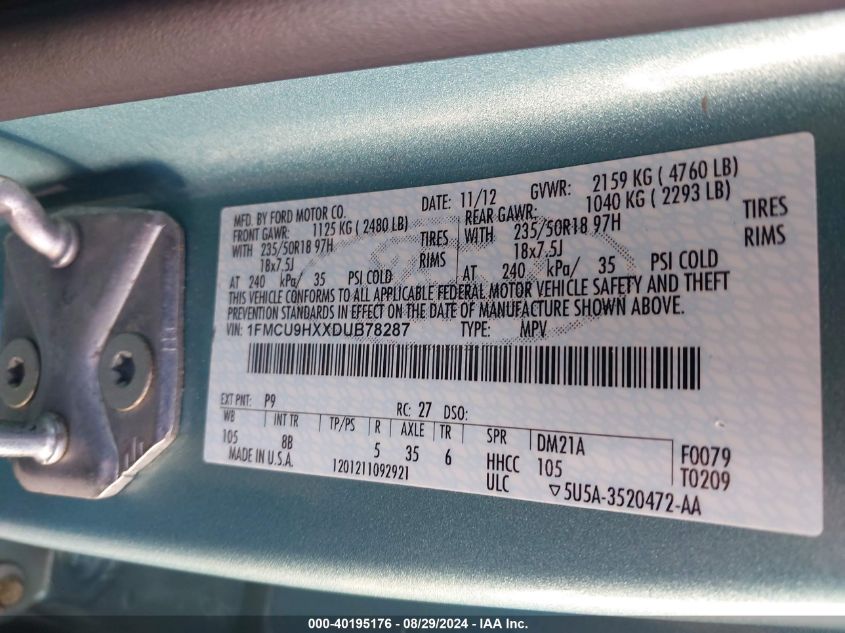 MFD. BY FORD MOTOR CO. DATE: 11/12 GVWR: 2159 KG ( 4760 LB)
FRONT GAWR: 1125 KG ( 2480 LB) REAR GAWR: 1040 KG ( 2293 LB)
WITH 235/50R18 97H TIRES WITH 235/50R18 97H TIRES
18x7.5J RIMS 18x7.5J RIMS
AT 240 kPa/ 35 PSI COLD AT 240 kPa/ 35 PSI COLD
THIS VEHICLE CONFORMS TO ALL APPLICABLE FEDERAL MOTOR VEHICLE SAFETY AND THEFT
PREVENTION STANDARDS IN EFFECT ON THE DATE OF MANUFACTURE SHOWN ABOVE.
VIN: 1FMCU9HXXDUB78287 TYPE: MPV
EXT PNT: P9 RC: 27 DSO:
WB INT TR TP/PS R AXLE TR SPR DM21A F0079
105 8B 5 35 6 HHCC 105 T0209
MADE IN U.S.A. 1201211092921 ULC ▽5U5A-3520472-AA
000-40195176 - 08/29/2024 - IAA Inc.